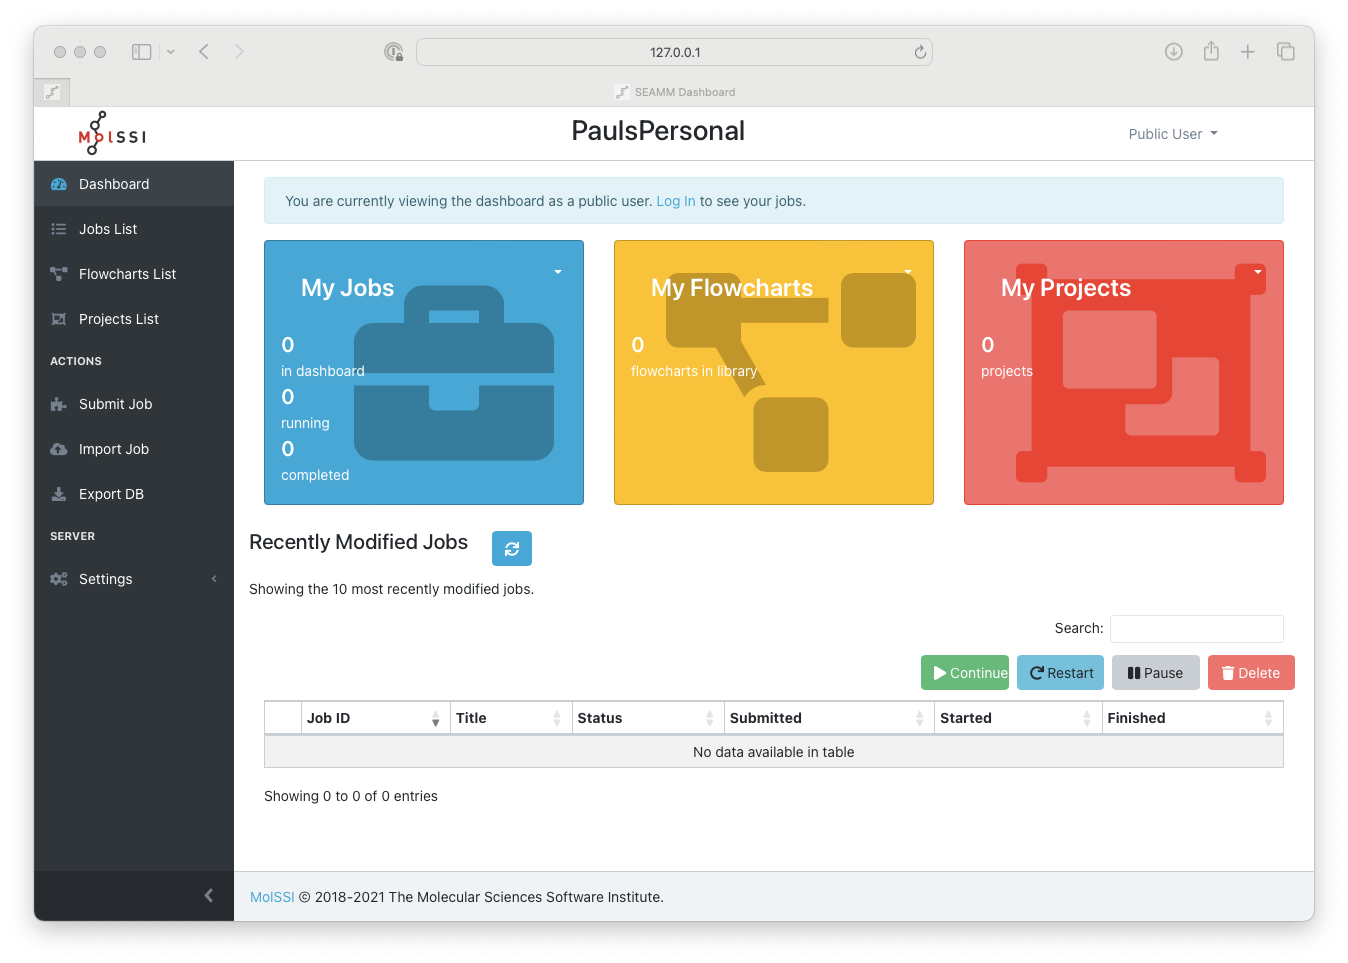 127.0.0.1
SEAMM Dashboard
MolSSI
PaulsPersonal
Public User
Dashboard
Jobs List
Flowcharts List
Projects List
ACTIONS
Submit Job
Import Job
Export DB
SERVER
Settings
You are currently viewing the dashboard as a public user. Log In to see your jobs.
My Jobs
0
in dashboard
0
running
0
completed
My Flowcharts
0
flowcharts in library
My Projects
0
projects
Recently Modified Jobs
Showing the 10 most recently modified jobs.
Search:
Continue Restart Pause Delete
Job ID Title Status Submitted Started Finished
No data available in table
Showing 0 to 0 of 0 entries
MolSSI © 2018-2021 The Molecular Sciences Software Institute.